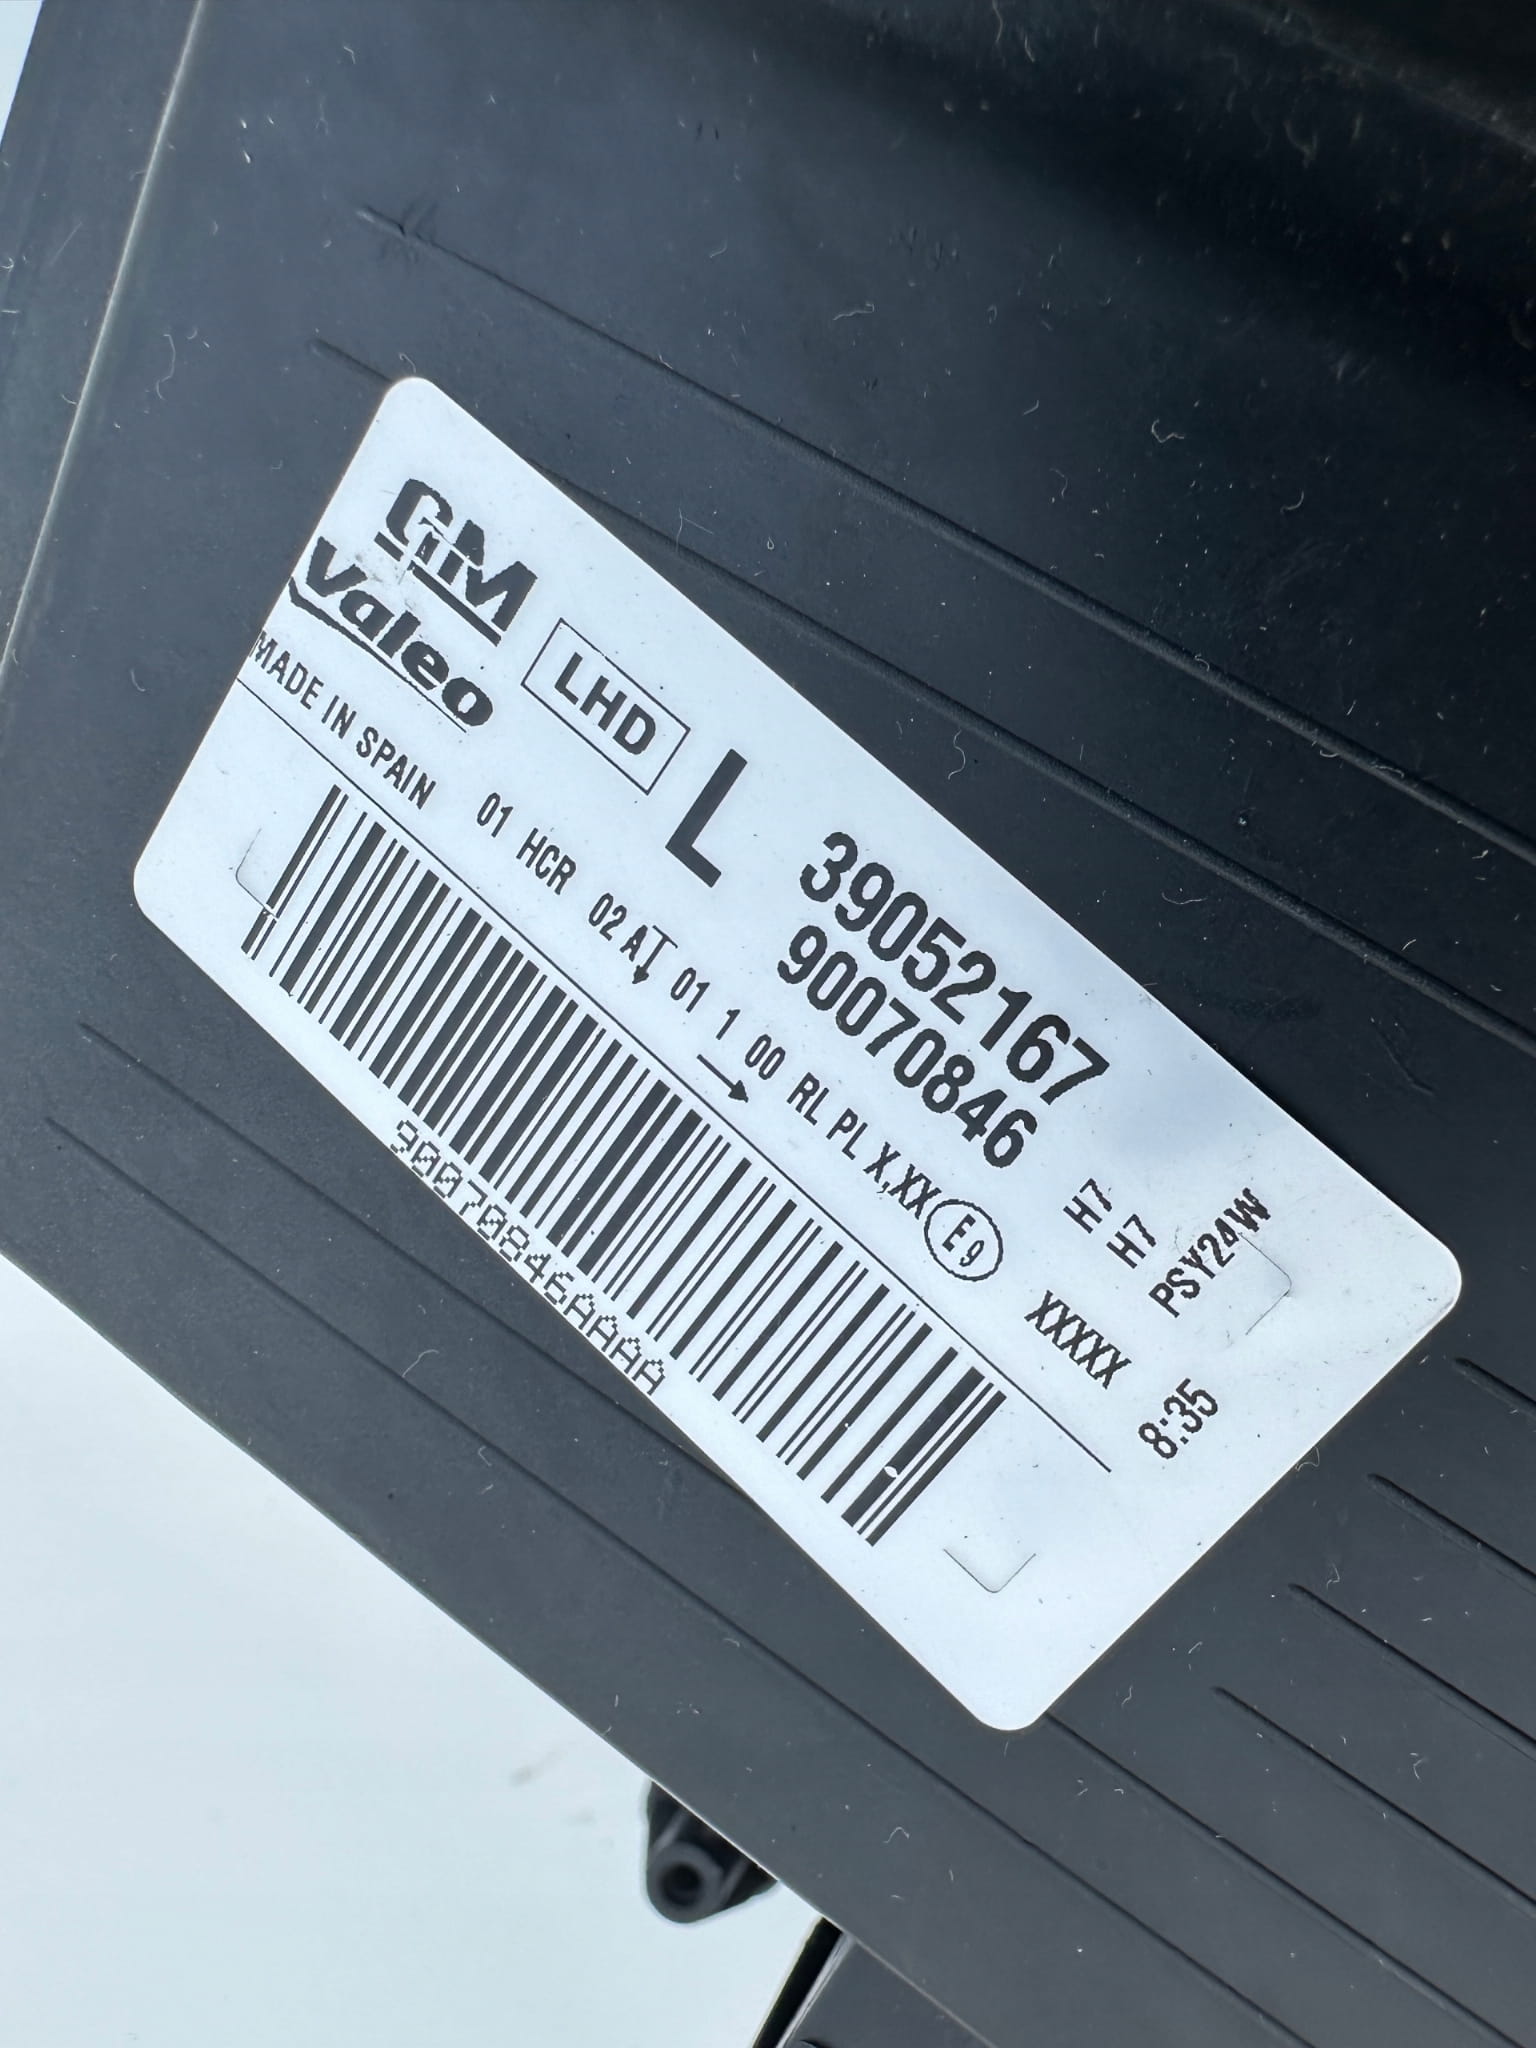 GM
Valeo
LHD
L
39052167
90070846
H7
H7
PSY24W
MADE IN SPAIN 01 HCR 02 A 01 1 00 RL PL X,XX E9 XXXXX 8:35
90070846AAAA